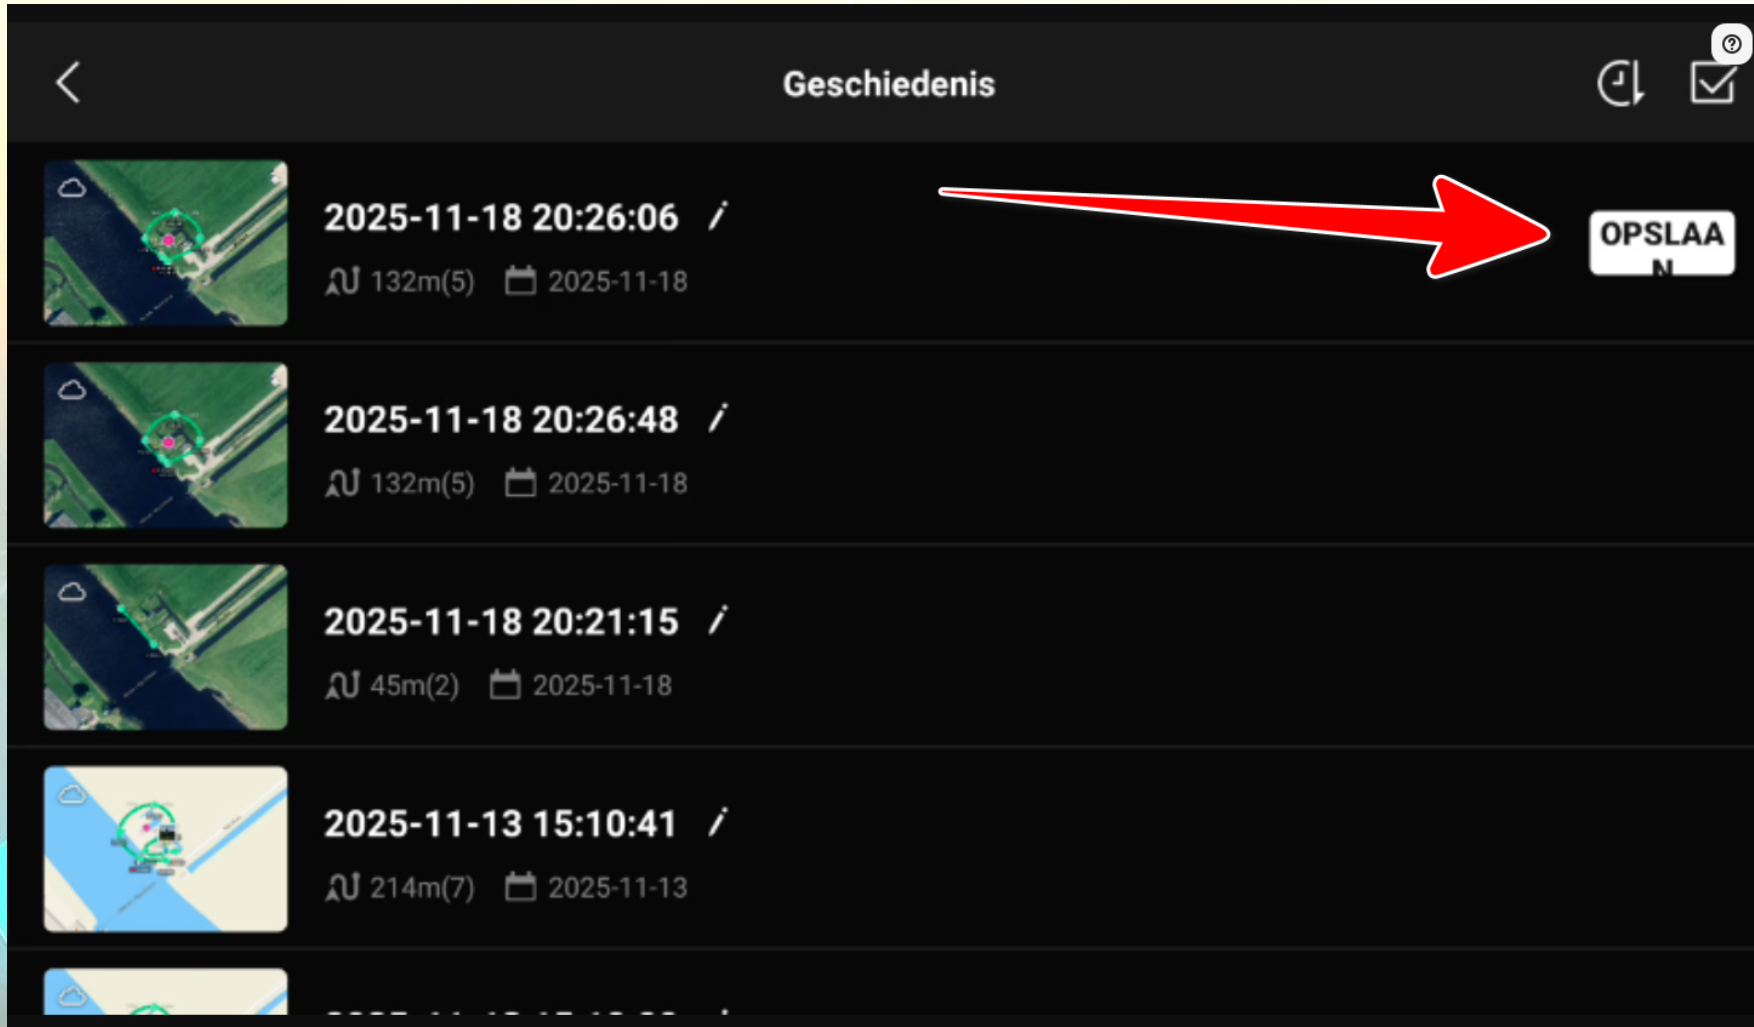 Geschiedenis
2025-11-18 20:26:06
132m(5) 2025-11-18
OPSLAA
N
2025-11-18 20:26:48
132m(5) 2025-11-18
2025-11-18 20:21:15
45m(2) 2025-11-18
2025-11-13 15:10:41
214m(7) 2025-11-13